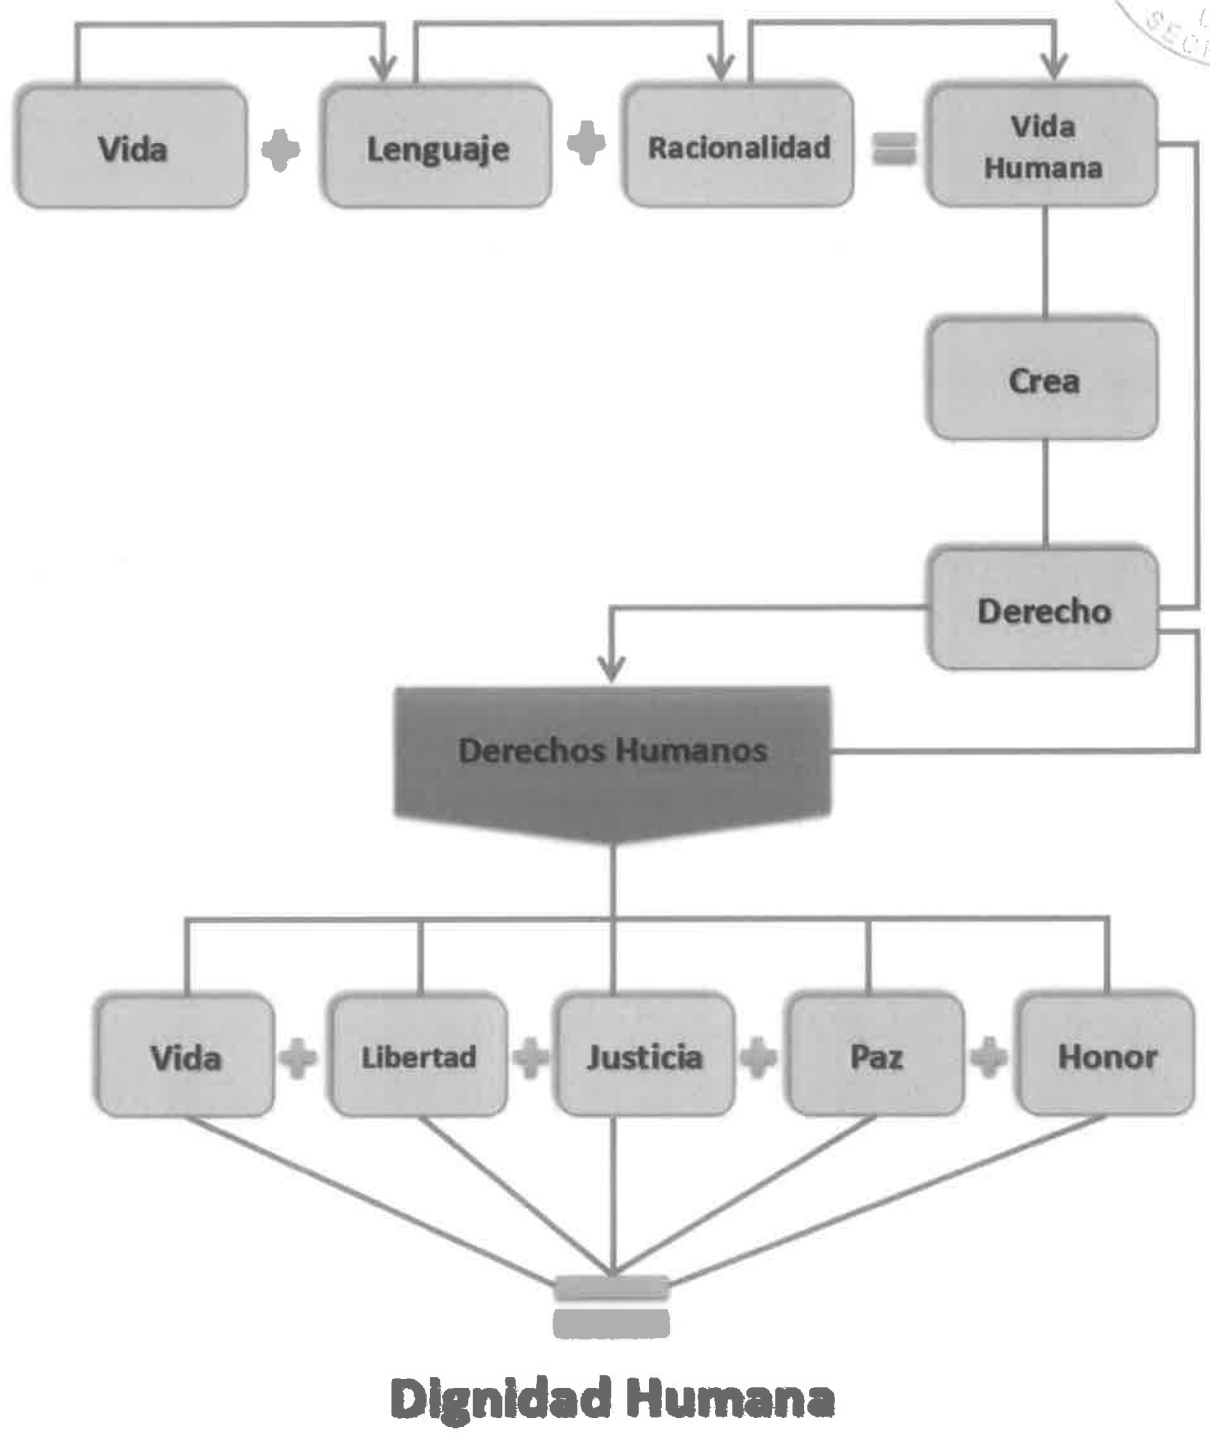 Vida
Lenguaje
Racionalidad
Vida
Humana
Crea
Derecho
Derechos Humanos
Vida
Libertad
Justicia
Paz
Honor
Dignidad Humana